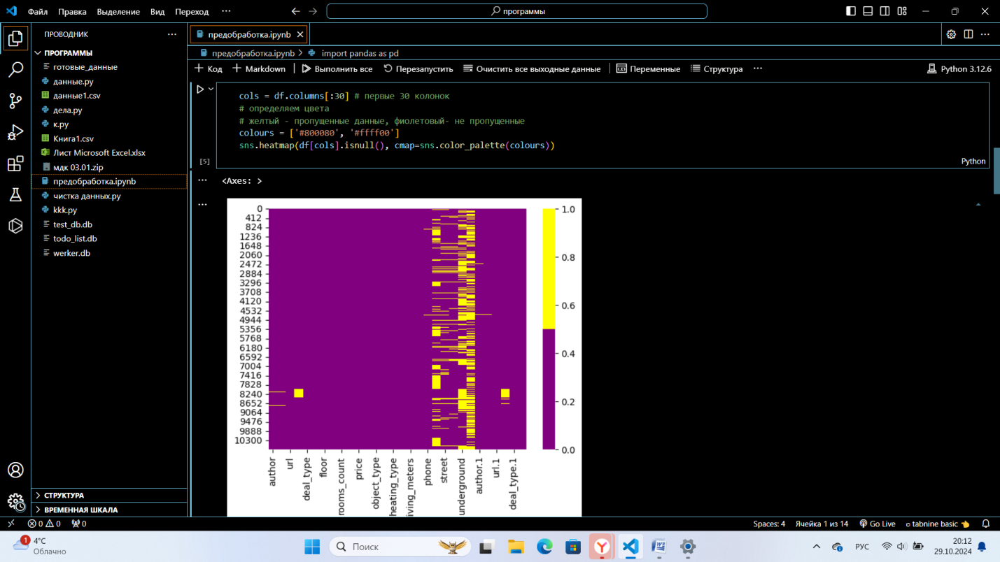 Файл Правка Выделение Вид Переход ··· программы
ПРОВОДНИК ···
ПРОГРАММЫ
готовые_данные
данные.py
данные1.csv
дела.py
к.py
Книга1.csv
Лист Microsoft Excel.xlsx
мдк 03.01.zip
предобработка.ipynb
чистка данных.py
kkk.py
test_db.db
todo_list.db
werker.db
СТРУКТУРА
ВРЕМЕННАЯ ШКАЛА
предобработка.ipynb
предобработка.ipynb > import pandas as pd
+ Код + Markdown Выполнить все Перезапустить Очистить все выходные данные Переменные Структура ··· Python 3.12.6
cols = df.columns[:30] # первые 30 колонок
# определяем цвета
# желтый - пропущенные данные, фиолетовый- не пропущенные
colours = ['#800080', '#ffff00']
sns.heatmap(df[cols].isnull(), cmap=sns.color_palette(colours))
[5]
Python
<Axes: >
0
412
824
1236
1648
2060
2472
2884
3296
3708
4120
4532
4944
5356
5768
6180
6592
7004
7416
7828
8240
8652
9064
9476
9888
10300
1.0
0.8
0.6
0.4
0.2
0.0
author
url
deal_type
floor
rooms_count
price
object_type
heating_type
iving_meters
phone
street
underground
author.1
url.1
deal_type.1
0 0 0 Spaces: 4 Ячейка 1 из 14 Go Live tabnine basic
1 4°C
Облачно
Поиск
РУС
20:12
29.10.2024